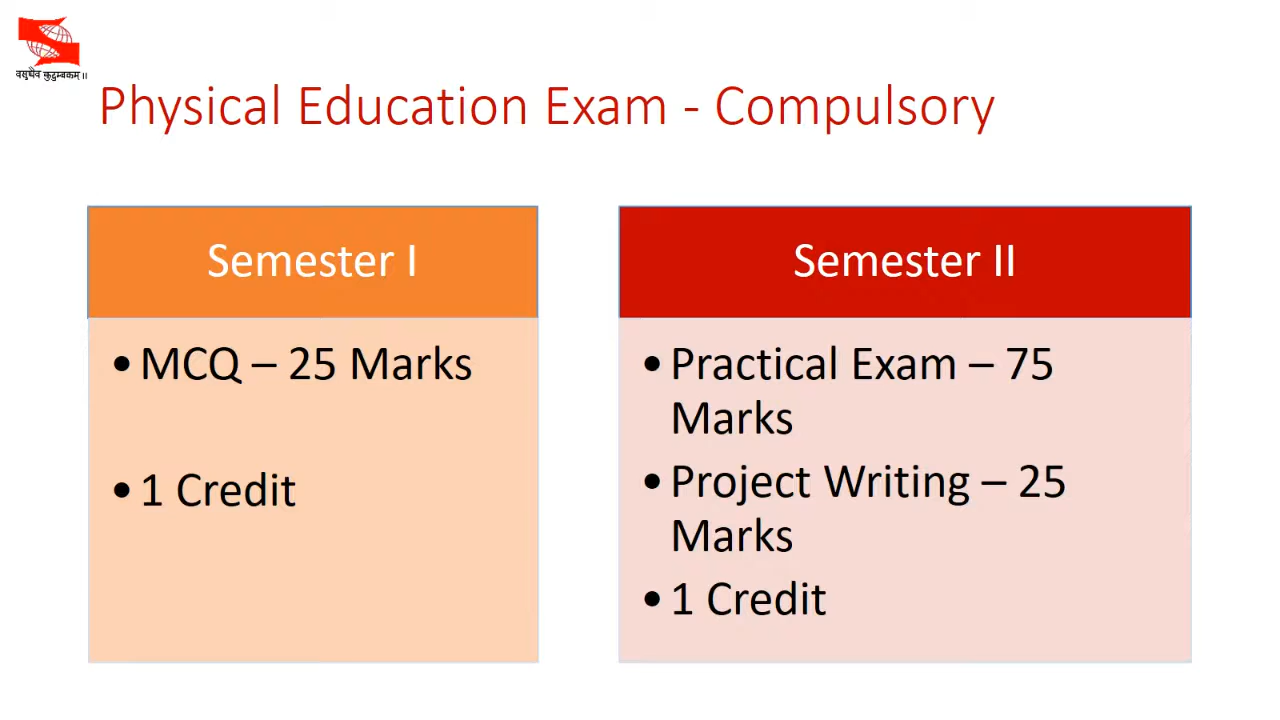 वसुधैव कुटुम्बकम् ॥
Physical Education Exam - Compulsory
Semester I
• MCQ – 25 Marks
• 1 Credit
Semester II
• Practical Exam – 75
Marks
• Project Writing – 25
Marks
• 1 Credit